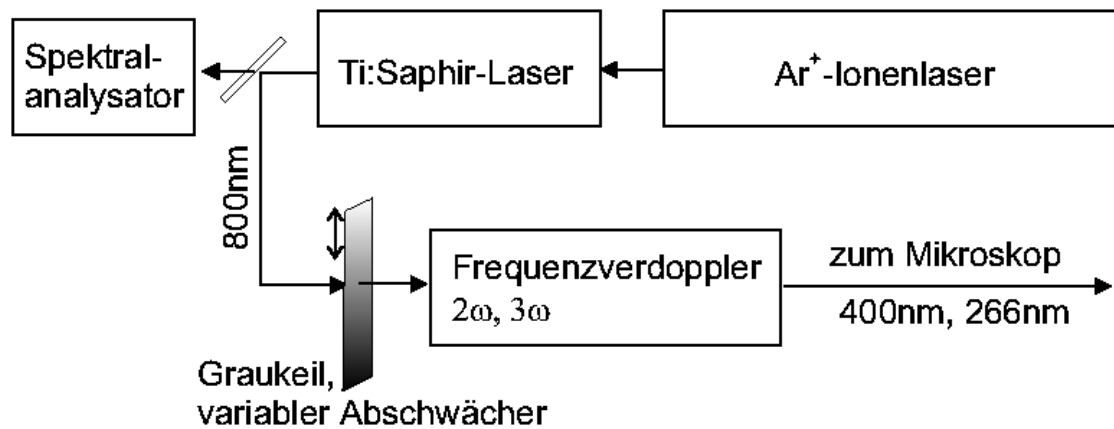 Spektral-
analysator
Ti:Saphir-Laser
Ar⁺-Ionenlaser
800nm
Graukeil,
variabler Abschwächer
Frequenzverdoppler
2ω, 3ω
zum Mikroskop
400nm, 266nm